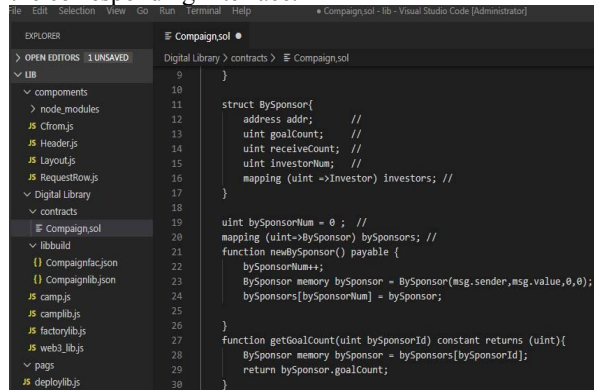 File Edit Selection View Go Run Terminal Help ● Compaign,sol - lib - Visual Studio Code [Administrator]
EXPLORER
> OPEN EDITORS 1 UNSAVED
∨ LIB
∨ compoments
> node_modules
JS Cfrom.js
JS Header.js
JS Layout.js
JS RequestRow.js
∨ Digital Library
∨ contracts
Compaign,sol
∨ libbuild
{} Compaignfac.json
{} Compaignlib.json
JS camp.js
JS camplib.js
JS factorylib.js
JS web3_lib.js
∨ pags
JS deploylib.js
Compaign,sol ●
Digital Library > contracts > Compaign,sol
9 }
10
11 struct BySponsor{
12 address addr; //
13 uint goalCount; //
14 uint receiveCount; //
15 uint investorNum; //
16 mapping (uint =>Investor) investors; //
17 }
18
19 uint bySponsorNum = 0 ; //
20 mapping (uint=>BySponsor) bySponsors; //
21 function newBySponsor() payable {
22 bySponsorNum++;
23 BySponsor memory bySponsor = BySponsor(msg.sender,msg.value,0,0);
24 bySponsors[bySponsorNum] = bySponsor;
25
26 }
27 function getGoalCount(uint bySponsorId) constant returns (uint){
28 BySponsor memory bySponsor = bySponsors[bySponsorId];
29 return bySponsor.goalCount;
30 }